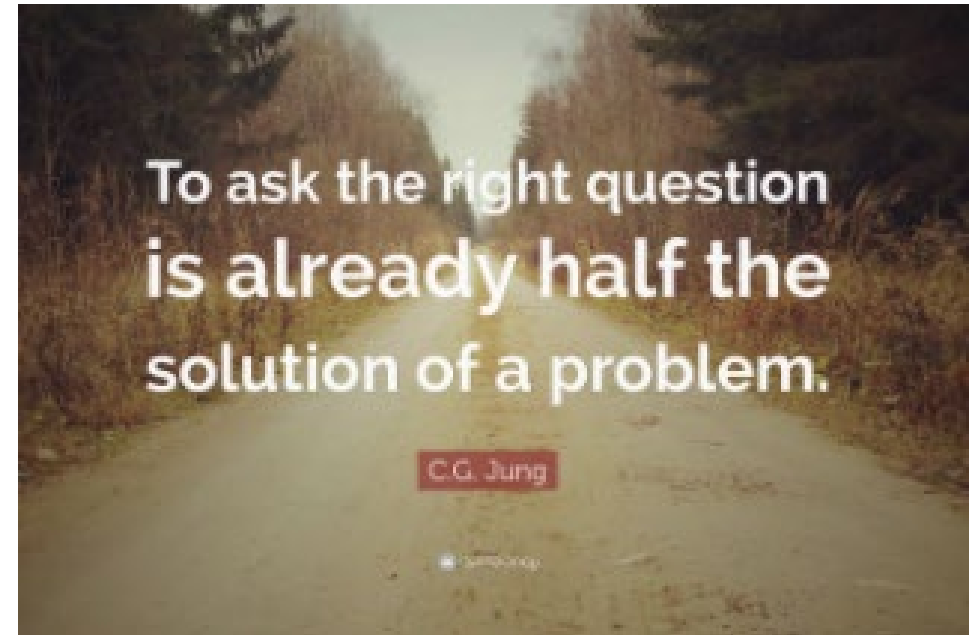 To ask the right question
is already half the
solution of a problem.
C.G. Jung